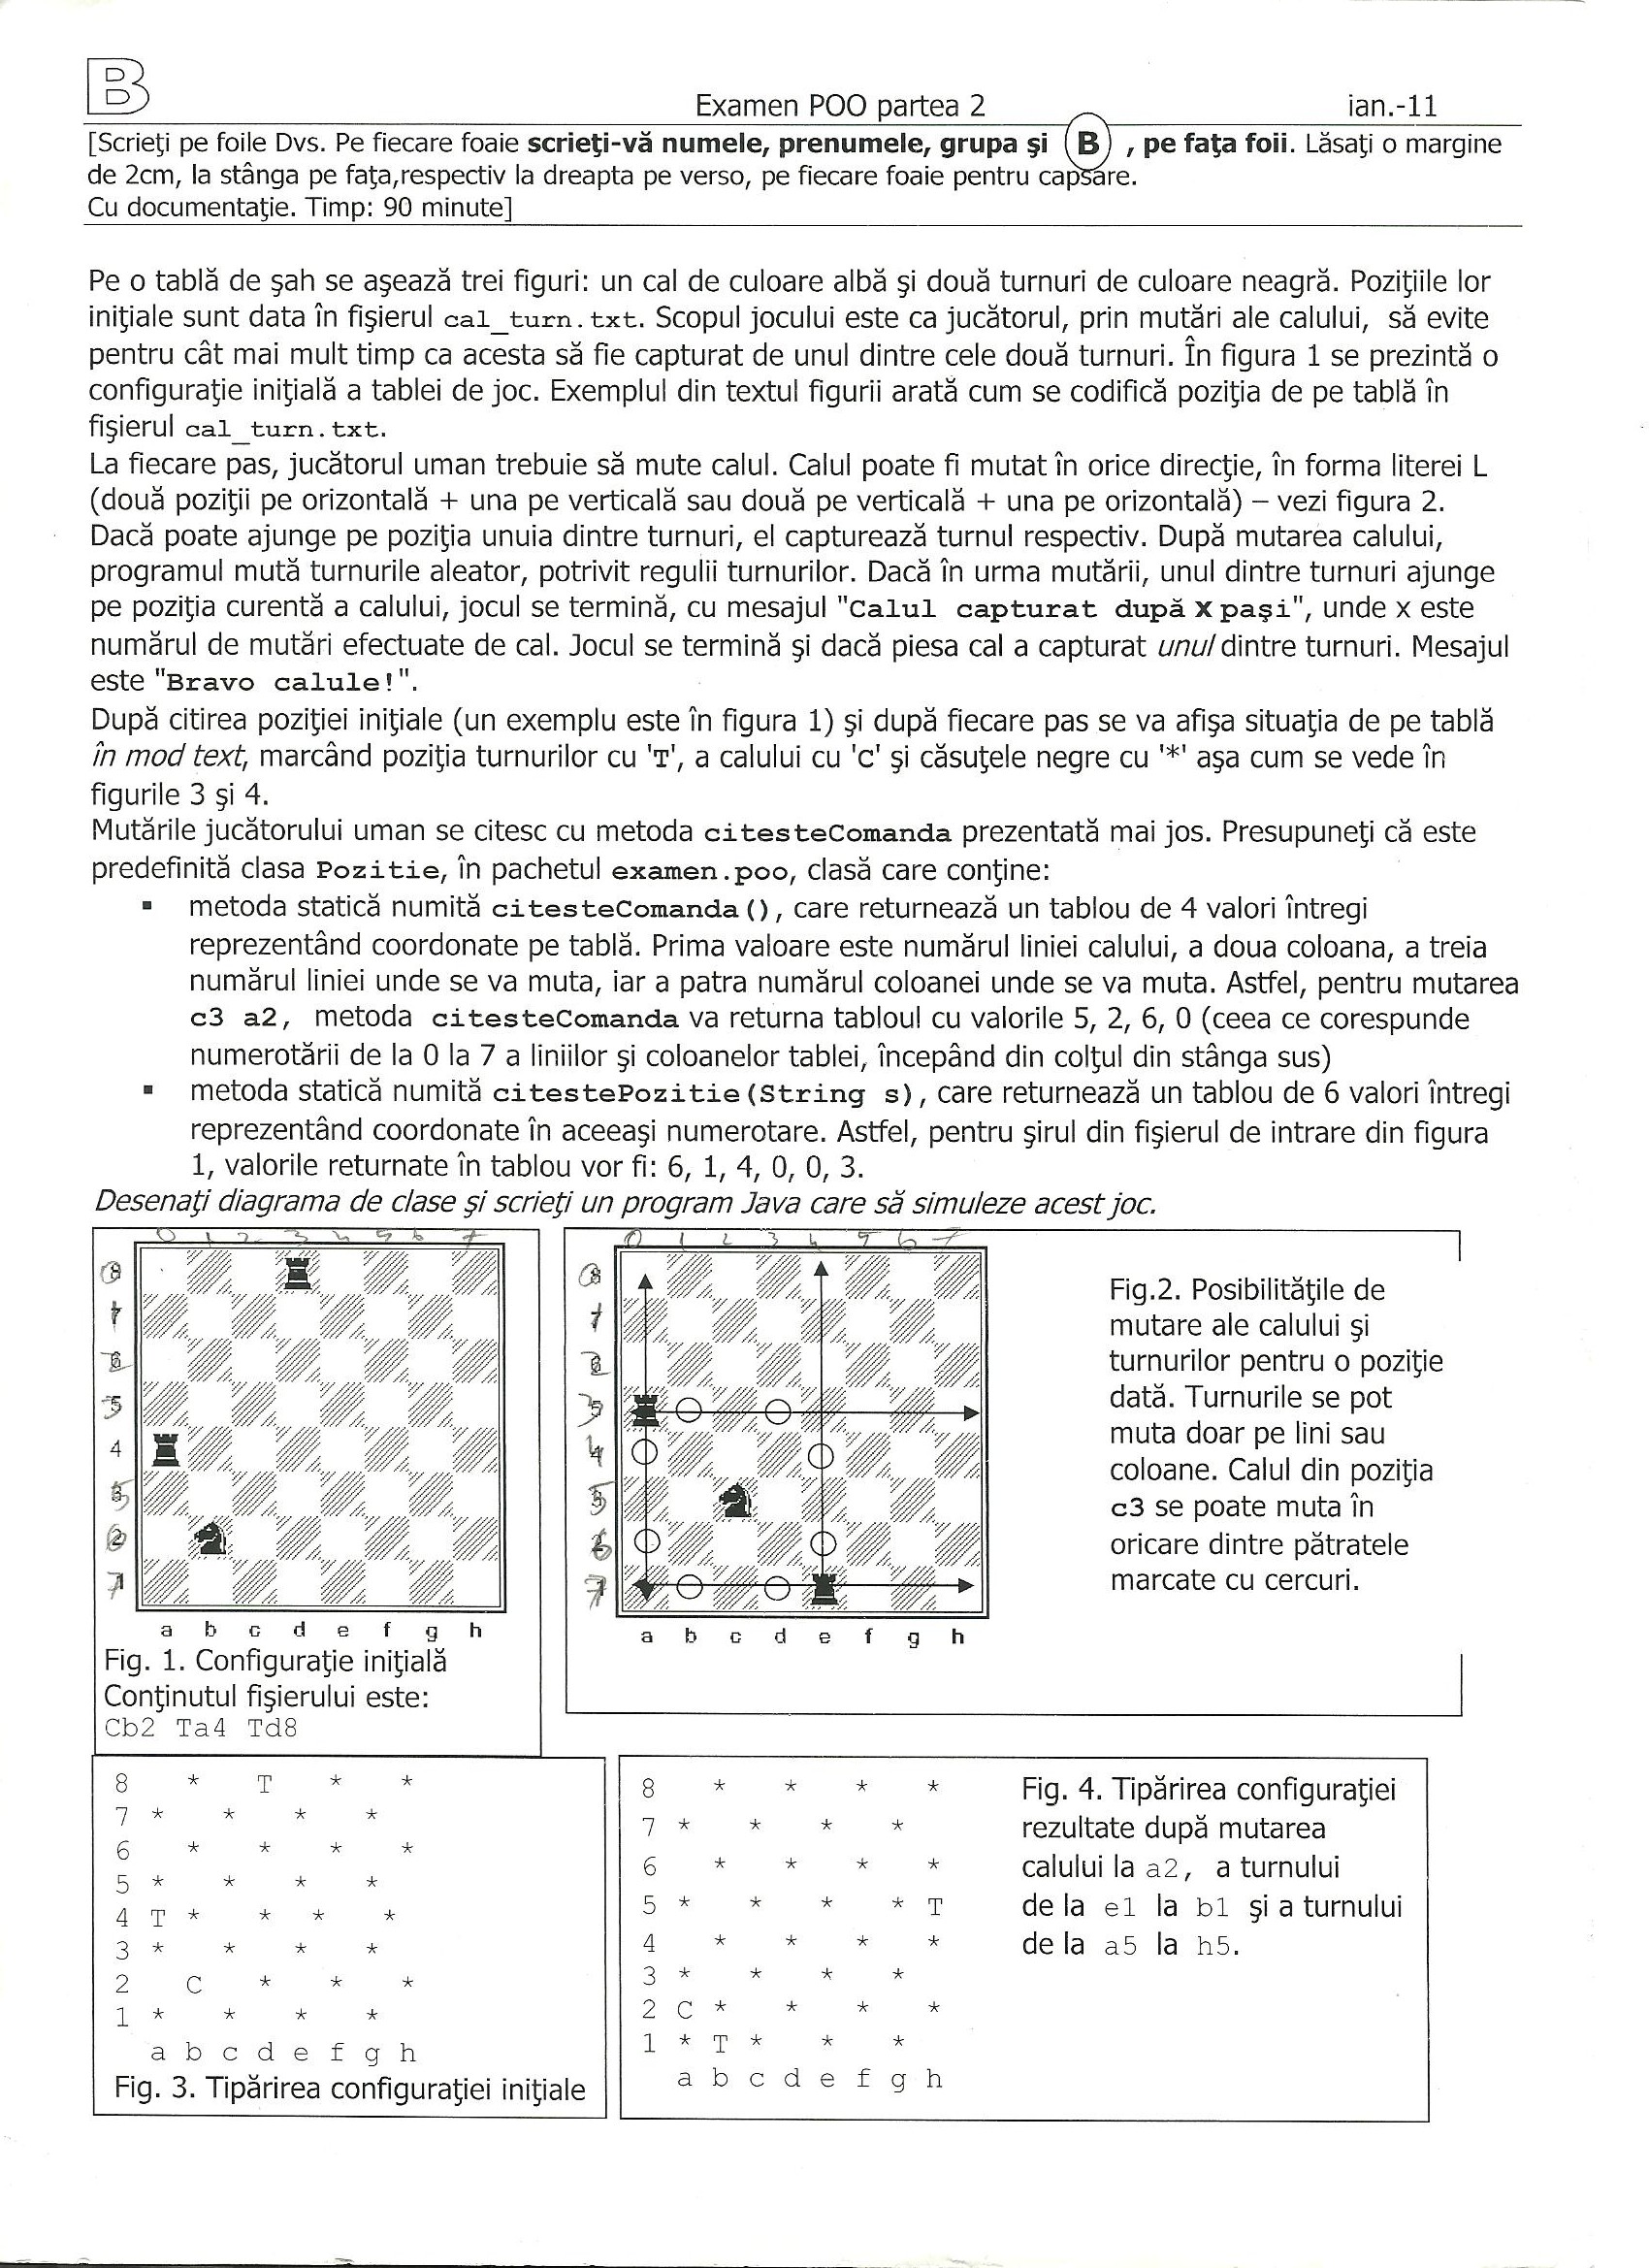 B
Examen POO partea 2 ian.-11
[Scrieţi pe foile Dvs. Pe fiecare foaie scrieţi-vă numele, prenumele, grupa şi B , pe faţa foii. Lăsaţi o margine
de 2cm, la stânga pe faţa,respectiv la dreapta pe verso, pe fiecare foaie pentru capsare.
Cu documentaţie. Timp: 90 minute]
Pe o tablă de şah se aşează trei figuri: un cal de culoare albă şi două turnuri de culoare neagră. Poziţiile lor
iniţiale sunt data în fişierul cal_turn.txt. Scopul jocului este ca jucătorul, prin mutări ale calului, să evite
pentru cât mai mult timp ca acesta să fie capturat de unul dintre cele două turnuri. În figura 1 se prezintă o
configuraţie iniţială a tablei de joc. Exemplul din textul figurii arată cum se codifică poziţia de pe tablă în
fişierul cal_turn.txt.
La fiecare pas, jucătorul uman trebuie să mute calul. Calul poate fi mutat în orice direcţie, în forma literei L
(două poziţii pe orizontală + una pe verticală sau două pe verticală + una pe orizontală) – vezi figura 2.
Dacă poate ajunge pe poziţia unuia dintre turnuri, el capturează turnul respectiv. După mutarea calului,
programul mută turnurile aleator, potrivit regulii turnurilor. Dacă în urma mutării, unul dintre turnuri ajunge
pe poziţia curentă a calului, jocul se termină, cu mesajul "Calul capturat după X paşi", unde x este
numărul de mutări efectuate de cal. Jocul se termină şi dacă piesa cal a capturat unul dintre turnuri. Mesajul
este "Bravo calule!".
După citirea poziţiei iniţiale (un exemplu este în figura 1) şi după fiecare pas se va afişa situaţia de pe tablă
în mod text, marcând poziţia turnurilor cu 'T', a calului cu 'C' şi căsuţele negre cu '*' aşa cum se vede în
figurile 3 şi 4.
Mutările jucătorului uman se citesc cu metoda citesteComanda prezentată mai jos. Presupuneţi că este
predefinită clasa Pozitie, în pachetul examen.poo, clasă care conţine:
▪ metoda statică numită citesteComanda(), care returnează un tablou de 4 valori întregi
reprezentând coordonate pe tablă. Prima valoare este numărul liniei calului, a doua coloana, a treia
numărul liniei unde se va muta, iar a patra numărul coloanei unde se va muta. Astfel, pentru mutarea
c3 a2, metoda citesteComanda va returna tabloul cu valorile 5, 2, 6, 0 (ceea ce corespunde
numerotării de la 0 la 7 a liniilor şi coloanelor tablei, începând din colţul din stânga sus)
▪ metoda statică numită citestePozitie(String s), care returnează un tablou de 6 valori întregi
reprezentând coordonate în aceeaşi numerotare. Astfel, pentru şirul din fişierul de intrare din figura
1, valorile returnate în tablou vor fi: 6, 1, 4, 0, 0, 3.
Desenaţi diagrama de clase şi scrieţi un program Java care să simuleze acest joc.
0 1 2 3 4 5 6 7
8
7
6
5
4
3
2
1
a b c d e f g h
Fig. 1. Configuraţie iniţială
Conţinutul fişierului este:
Cb2 Ta4 Td8
0 1 2 3 4 5 6 7
8
7
6
5
4
3
2
1
a b c d e f g h
Fig.2. Posibilităţile de
mutare ale calului şi
turnurilor pentru o poziţie
dată. Turnurile se pot
muta doar pe lini sau
coloane. Calul din poziţia
c3 se poate muta în
oricare dintre pătratele
marcate cu cercuri.
8 * T * *
7 * * * *
6 * * * *
5 * * * *
4 T * * * *
3 * * * *
2 C * * *
1 * * * *
a b c d e f g h
Fig. 3. Tipărirea configuraţiei iniţiale
8 * * * *
7 * * * *
6 * * * *
5 * * * * T
4 * * * *
3 * * * *
2 C * * * *
1 * T * * *
a b c d e f g h
Fig. 4. Tipărirea configuraţiei
rezultate după mutarea
calului la a2, a turnului
de la e1 la b1 şi a turnului
de la a5 la h5.